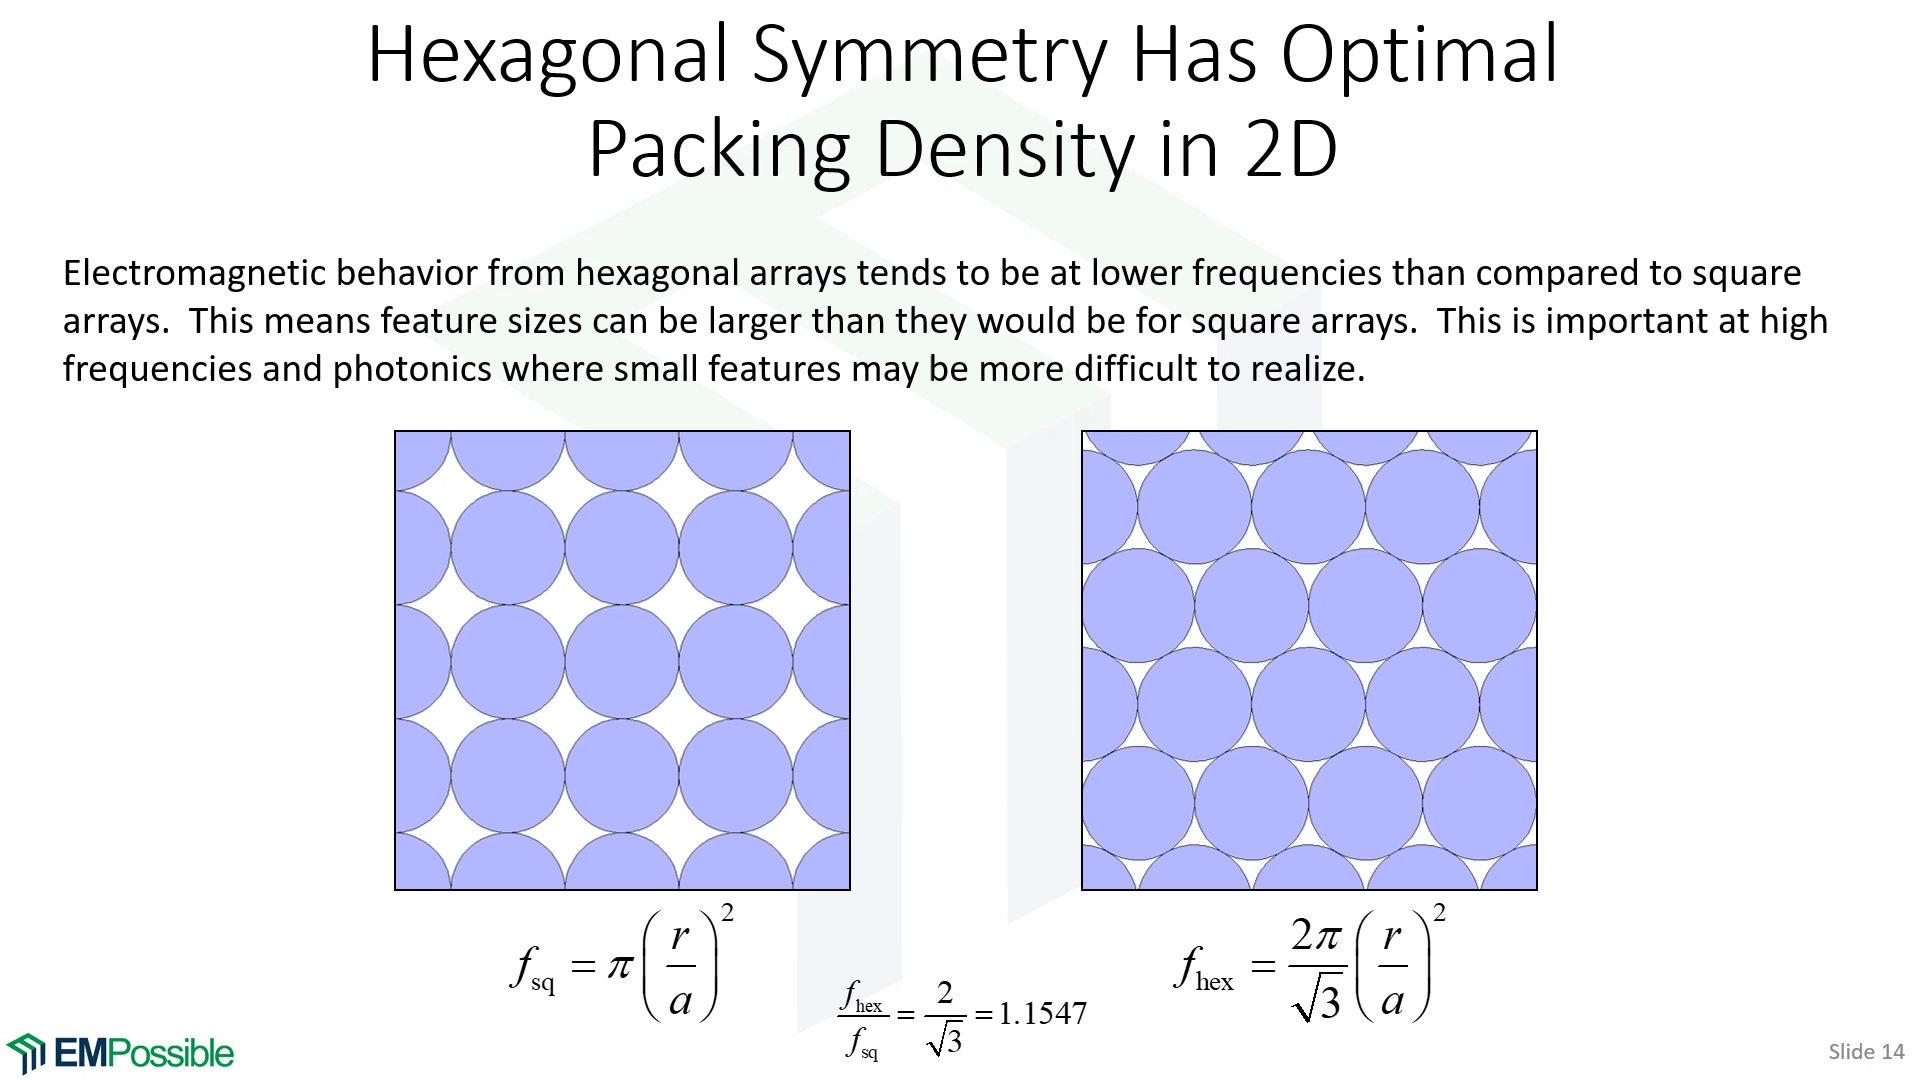 Hexagonal Symmetry Has Optimal
Packing Density in 2D
Electromagnetic behavior from hexagonal arrays tends to be at lower frequencies than compared to square
arrays.  This means feature sizes can be larger than they would be for square arrays.  This is important at high
frequencies and photonics where small features may be more difficult to realize.
f_sq = π(r/a)^2
f_hex/f_sq = 2/√3 = 1.1547
f_hex = 2π/√3 (r/a)^2
EMPossible
Slide 14